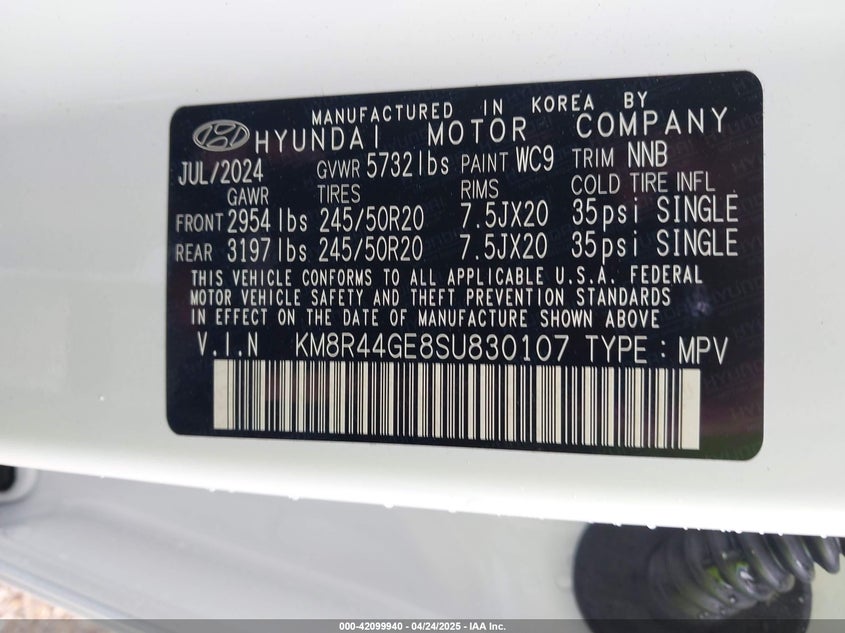 MANUFACTURED IN KOREA BY
HYUNDAI MOTOR COMPANY
JUL/2024 GVWR 5732lbs PAINT WC9 TRIM NNB
GAWR TIRES RIMS COLD TIRE INFL
FRONT 2954lbs 245/50R20 7.5JX20 35psi SINGLE
REAR 3197lbs 245/50R20 7.5JX20 35psi SINGLE
THIS VEHICLE CONFORMS TO ALL APPLICABLE U.S.A. FEDERAL
MOTOR VEHICLE SAFETY AND THEFT PREVENTION STANDARDS
IN EFFECT ON THE DATE OF MANUFACTURE SHOWN ABOVE
V.I.N KM8R44GE8SU830107 TYPE : MPV
000-42099940 - 04/24/2025 - IAA Inc.